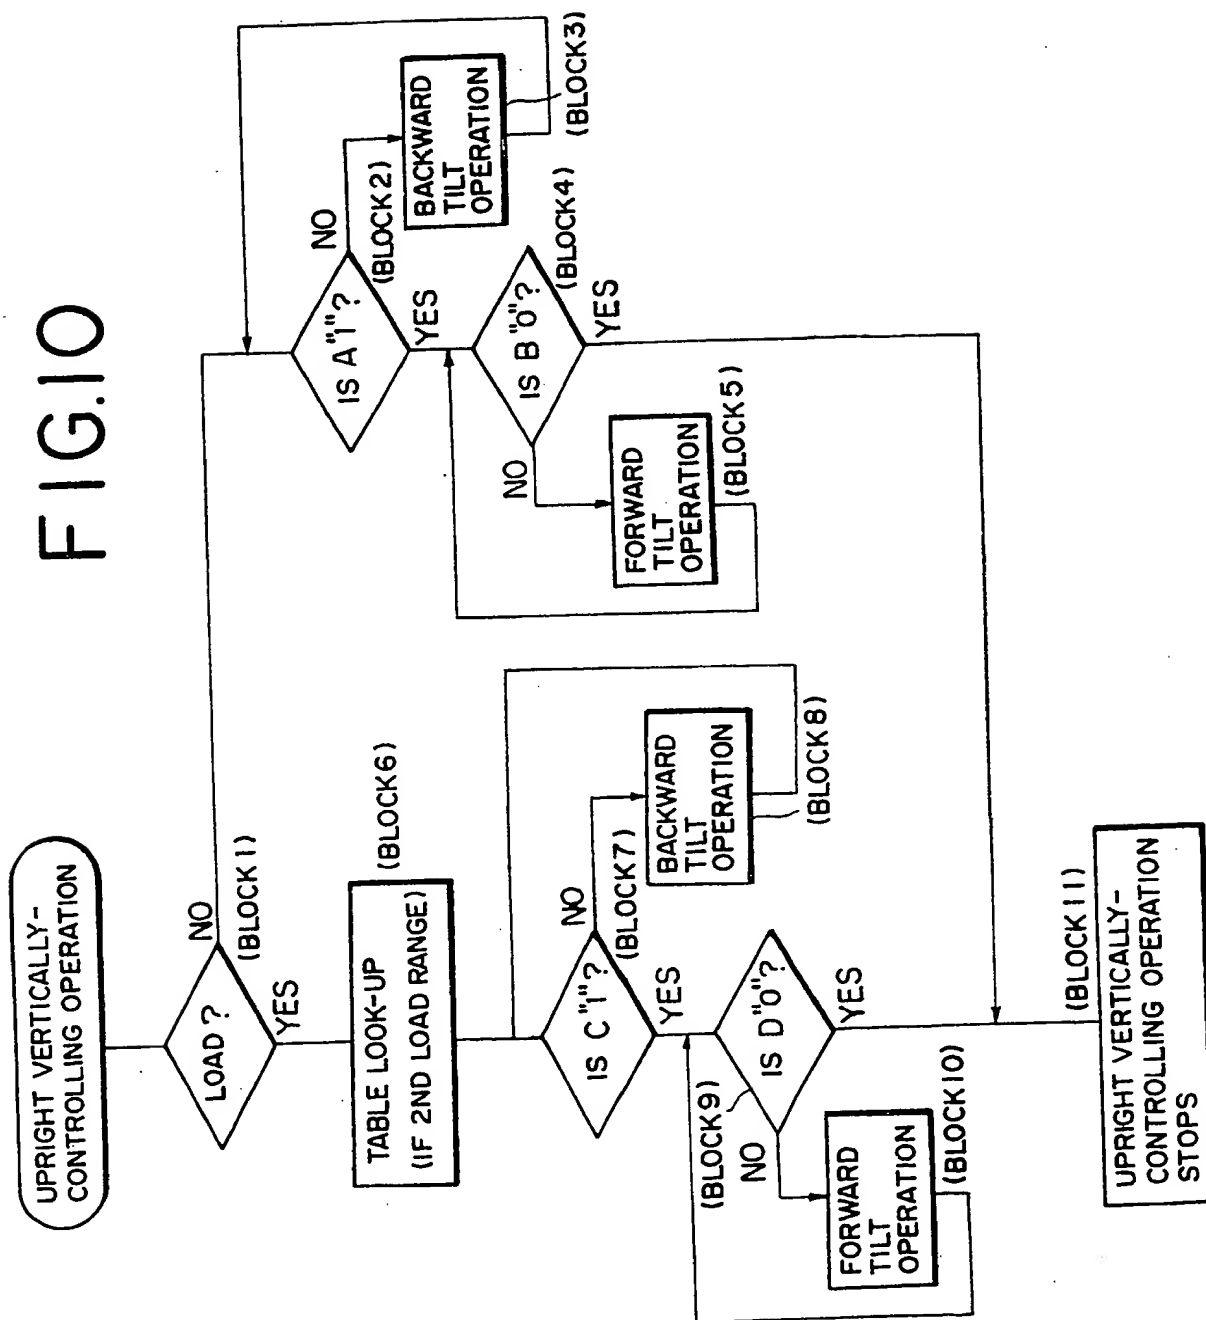 FIG.10
UPRIGHT VERTICALLY-
CONTROLLING OPERATION
LOAD?
NO
(BLOCK1)
YES
TABLE LOOK-UP
(IF 2ND LOAD RANGE)
(BLOCK6)
IS C"1"?
NO
(BLOCK7)
YES
BACKWARD
TILT
OPERATION
(BLOCK8)
(BLOCK9)
IS D"0"?
NO
YES
FORWARD
TILT
OPERATION
(BLOCK10)
IS A"1"?
NO
(BLOCK2)
YES
BACKWARD
TILT
OPERATION
(BLOCK3)
IS B"0"?
(BLOCK4)
NO
YES
FORWARD
TILT
OPERATION
(BLOCK5)
(BLOCK11)
UPRIGHT VERTICALLY-
CONTROLLING OPERATION
STOPS